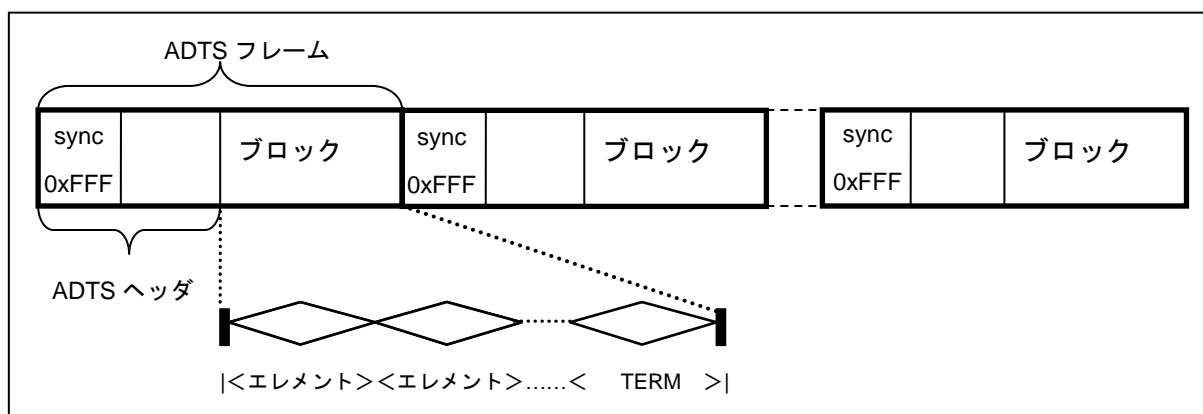 ADTS フレーム
sync
0xFFF
ブロック
sync
0xFFF
ブロック
sync
0xFFF
ブロック
ADTS ヘッダ
|＜エレメント＞＜エレメント＞......＜ TERM ＞|